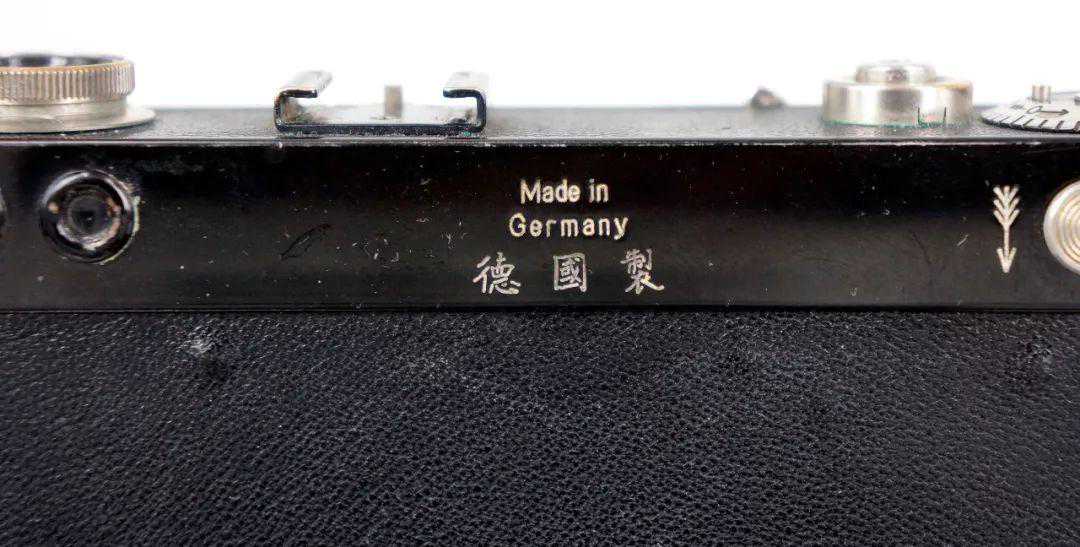 Made in
Germany
德國製